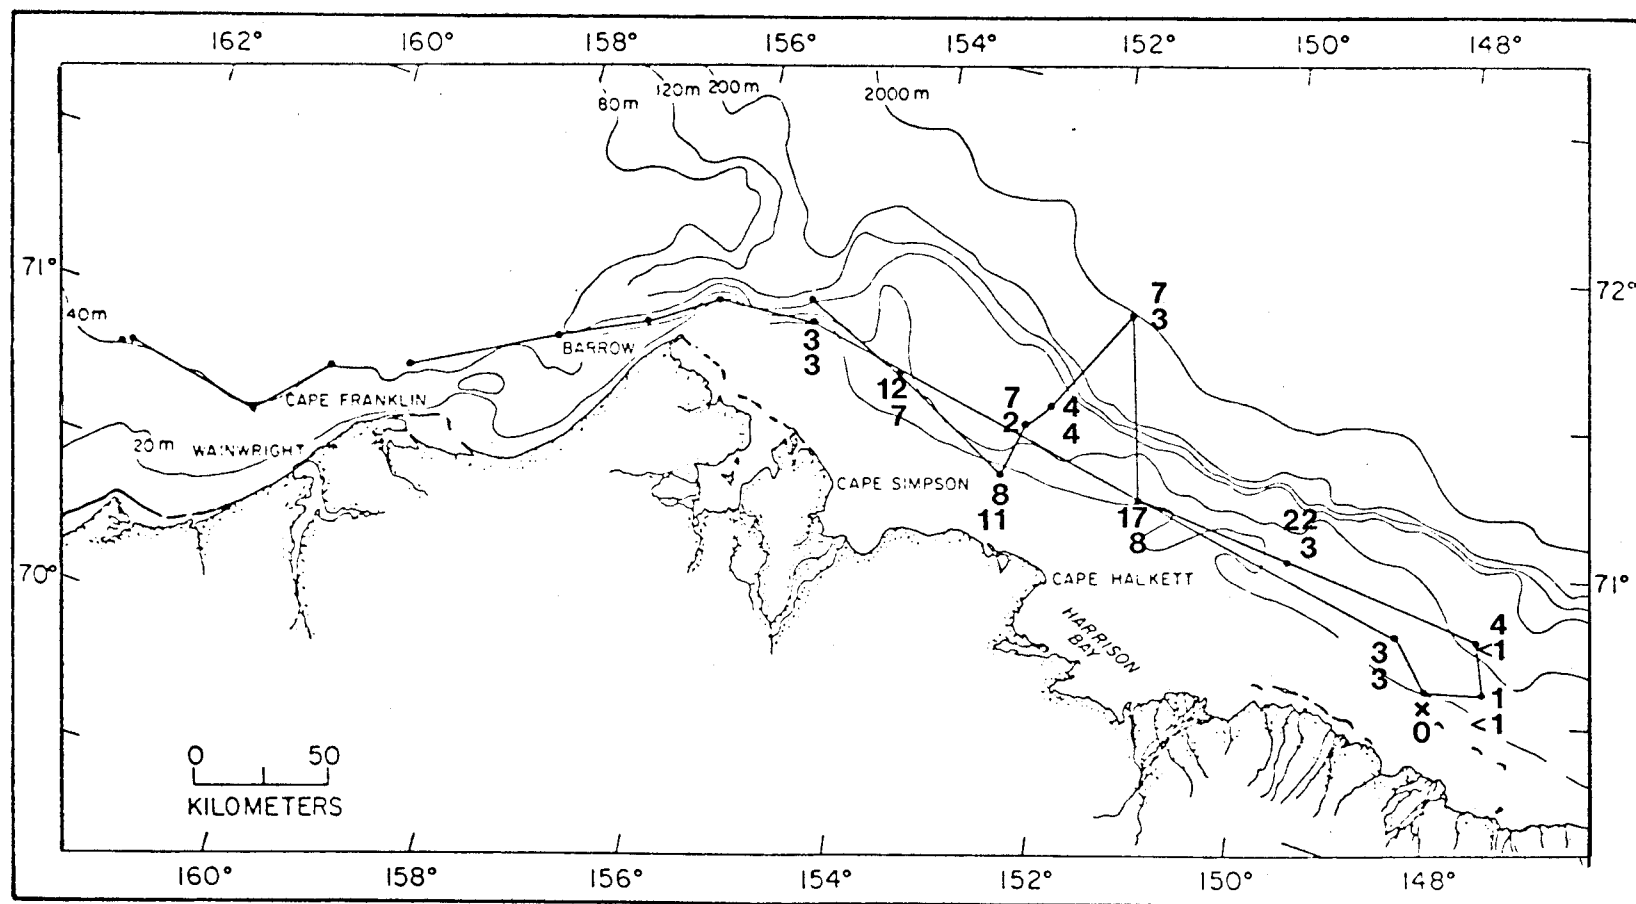 162° 160° 158° 156° 154° 152° 150° 148°
80m 120m 200m 2000m
71°
72°
40m
7
3
BARROW
3
3
CAPE FRANKLIN
12
7
7
2
4
4
20m
WAINWRIGHT
CAPE SIMPSON
8
11
17
8
22
3
70°
71°
CAPE HALKETT
HARRISON
BAY
4
<1
3
3
1
<1
×
0
0 50
KILOMETERS
160° 158° 156° 154° 152° 150° 148°